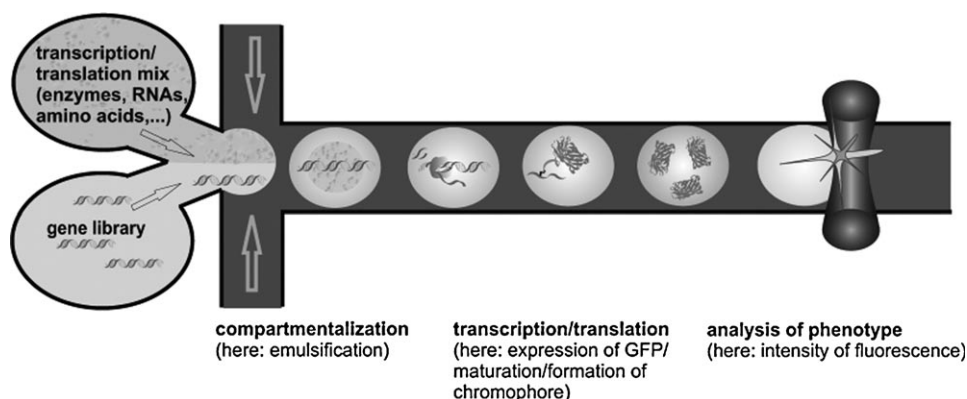 transcription/
translation mix
(enzymes, RNAs,
amino acids,...)
gene library
compartmentalization
(here: emulsification)
transcription/translation
(here: expression of GFP/
maturation/formation of
chromophore)
analysis of phenotype
(here: intensity of fluorescence)